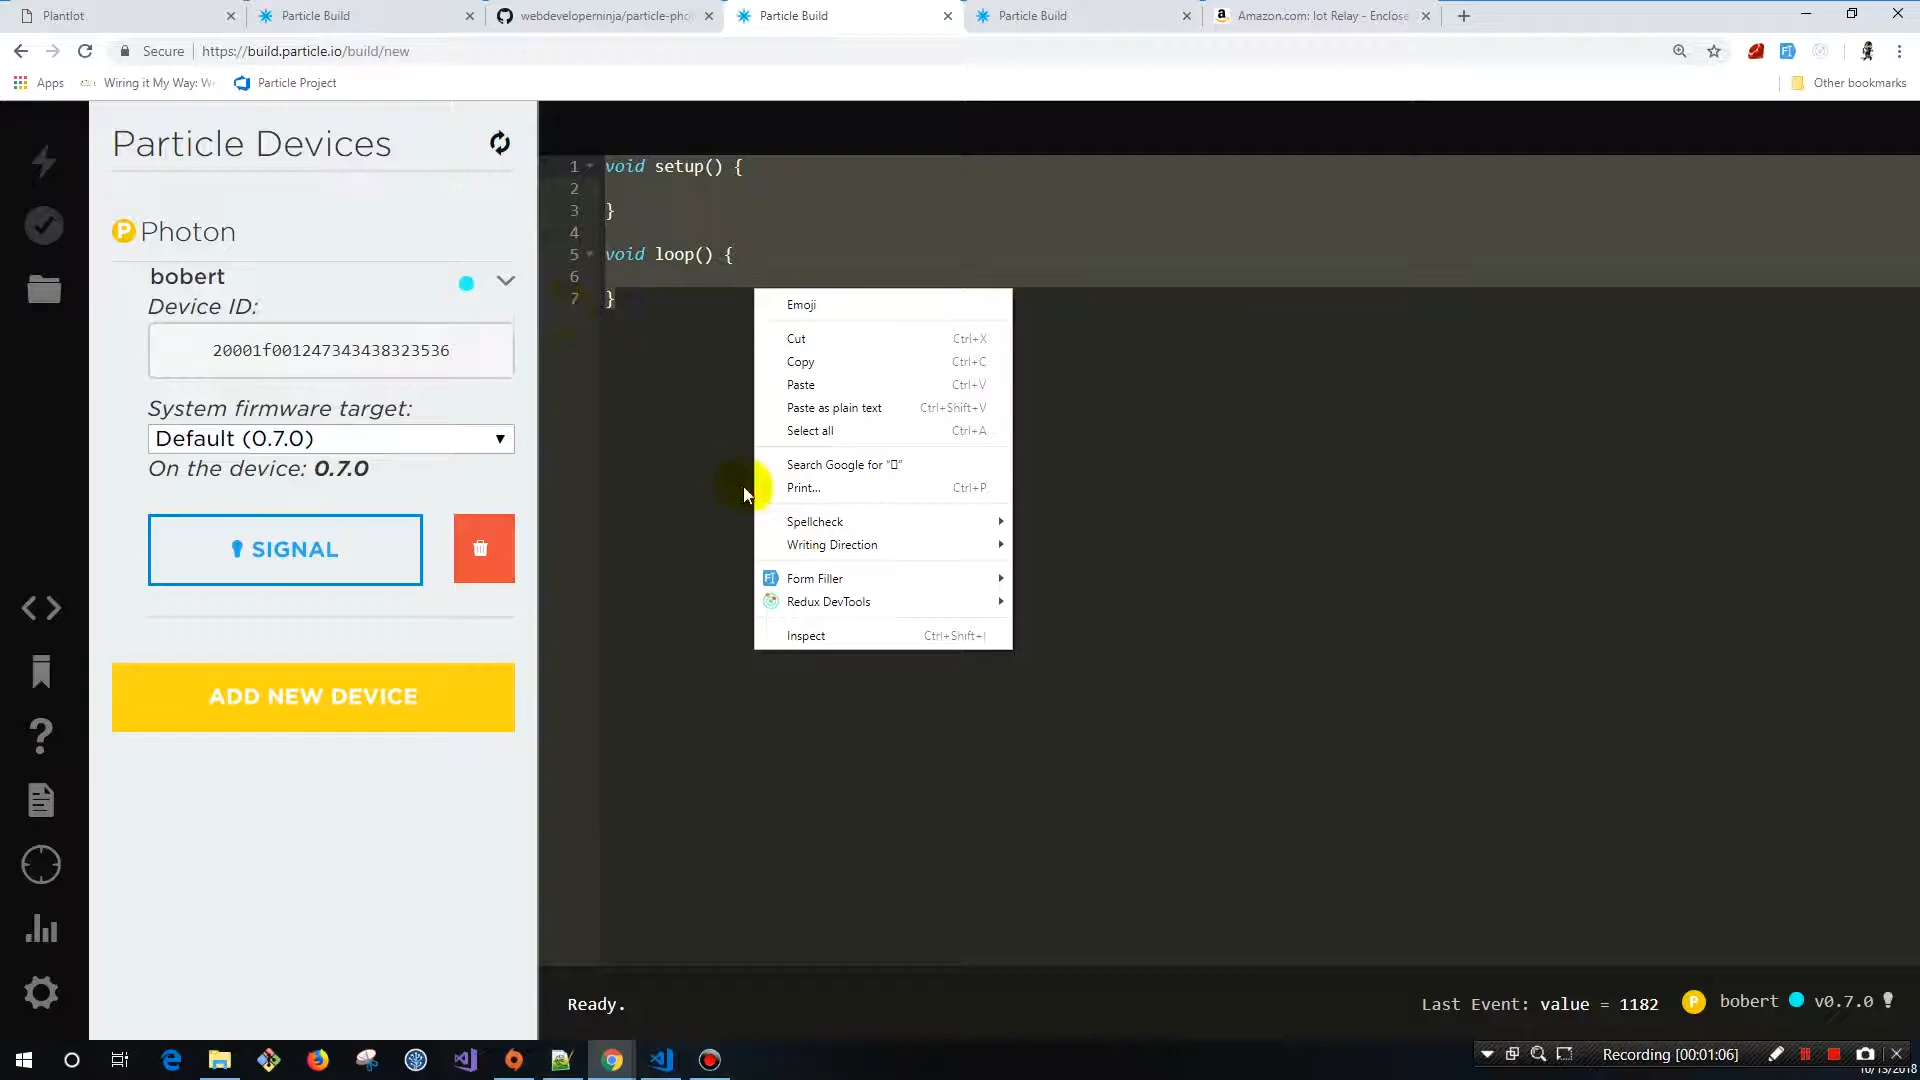 Plantlot
Particle Build
webdeveloperninja/particle-pho
Particle Build
Particle Build
Amazon.com: Iot Relay - Enclose
Secure
https://build.particle.io/build/new
Apps
Wiring it My Way: W
Particle Project
Other bookmarks
Particle Devices
P Photon
bobert
Device ID:
20001f001247343438323536
System firmware target:
Default (0.7.0)
On the device: 0.7.0
SIGNAL
ADD NEW DEVICE
1 void setup() {
2
3 }
4
5 void loop() {
6
7 }
Emoji
Cut Ctrl+X
Copy Ctrl+C
Paste Ctrl+V
Paste as plain text Ctrl+Shift+V
Select all Ctrl+A
Search Google for “▯”
Print... Ctrl+P
Spellcheck
Writing Direction
Form Filler
Redux DevTools
Inspect Ctrl+Shift+I
Ready.
Last Event: value = 1182
P bobert v0.7.0
Recording [00:01:06]
10/13/2018